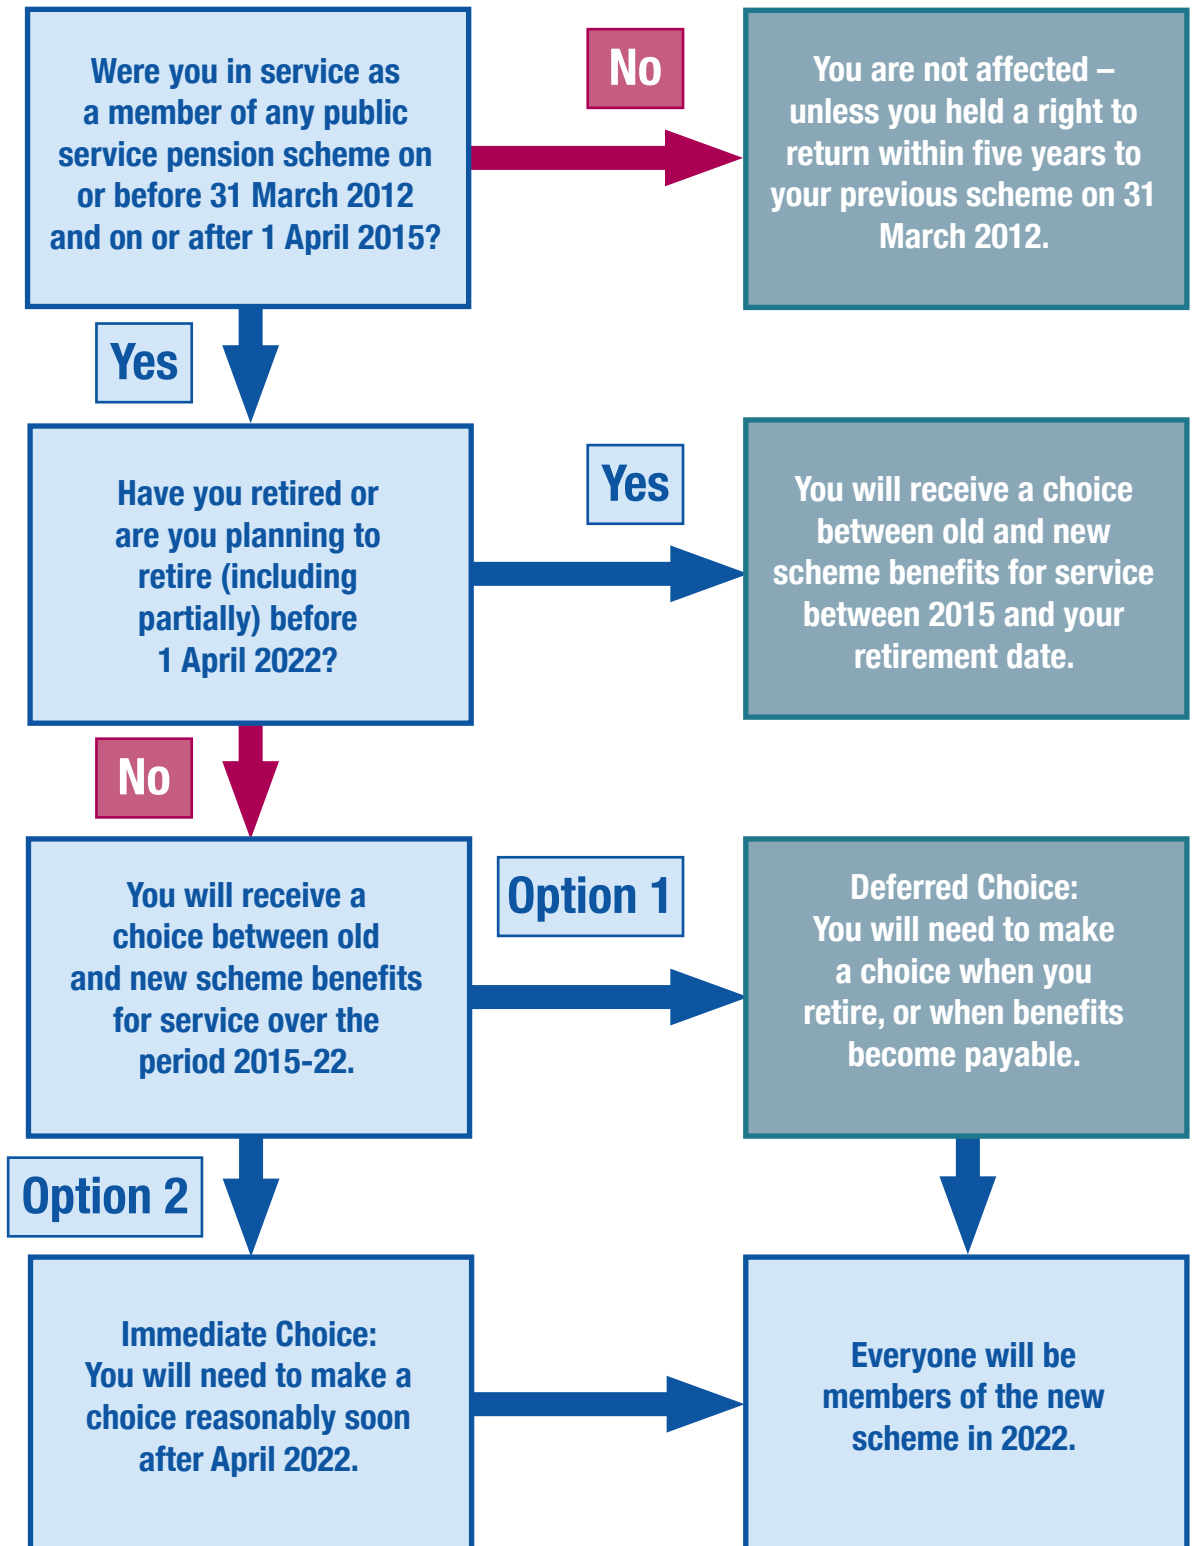 Were you in service as
a member of any public
service pension scheme on
or before 31 March 2012
and on or after 1 April 2015?
No
You are not affected –
unless you held a right to
return within five years to
your previous scheme on 31
March 2012.
Yes
Have you retired or
are you planning to
retire (including
partially) before
1 April 2022?
Yes
You will receive a choice
between old and new
scheme benefits for service
between 2015 and your
retirement date.
No
You will receive a
choice between old
and new scheme benefits
for service over the
period 2015-22.
Option 1
Deferred Choice:
You will need to make
a choice when you
retire, or when benefits
become payable.
Option 2
Immediate Choice:
You will need to make a
choice reasonably soon
after April 2022.
Everyone will be
members of the new
scheme in 2022.